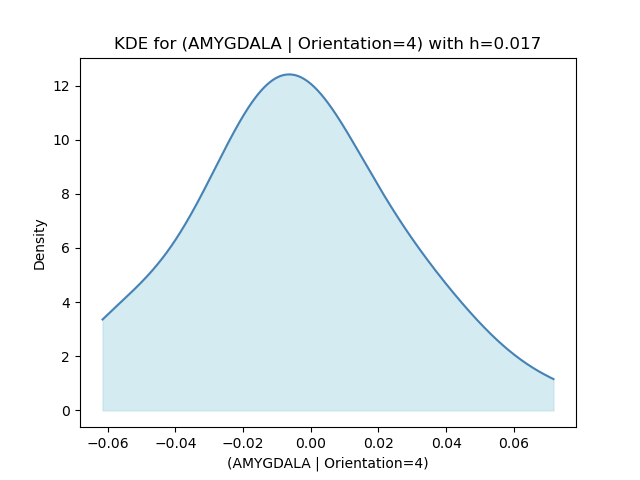 KDE for (AMYGDALA | Orientation=4) with h=0.017
12
10
8
6
4
2
0
Density
−0.06 −0.04 −0.02 0.00 0.02 0.04 0.06
(AMYGDALA | Orientation=4)